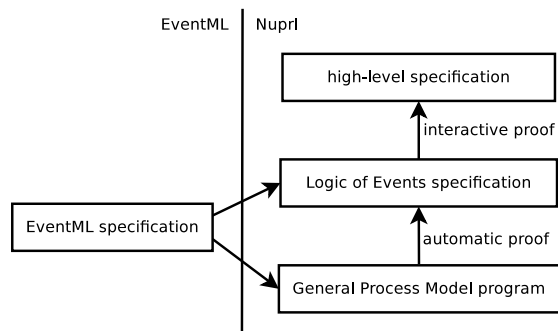 EventML
Nuprl
high-level specification
interactive proof
Logic of Events specification
EventML specification
automatic proof
General Process Model program